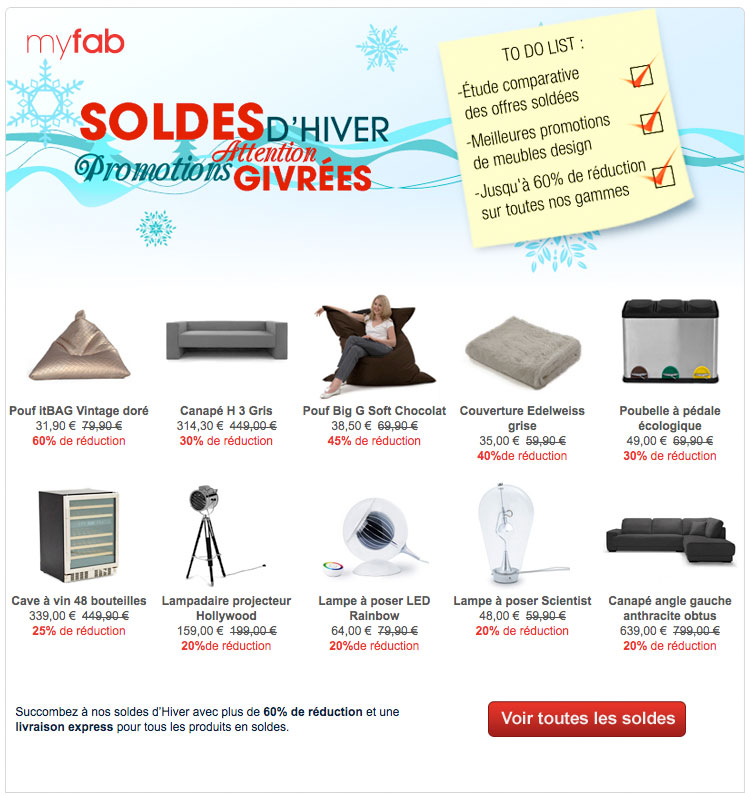 myfab
SOLDES D'HIVER
Attention
Promotions GIVRÉES
TO DO LIST :
-Étude comparative
des offres soldées
-Meilleures promotions
de meubles design
-Jusqu'à 60% de réduction
sur toutes nos gammes
Pouf itBAG Vintage doré
31,90 € 79,90 €
60% de réduction
Canapé H 3 Gris
314,30 € 449,00 €
30% de réduction
Pouf Big G Soft Chocolat
38,50 € 69,90 €
45% de réduction
Couverture Edelweiss
grise
35,00 € 59,90 €
40%de réduction
Poubelle à pédale
écologique
49,00 € 69,90 €
30% de réduction
Cave à vin 48 bouteilles
339,00 € 449,90 €
25% de réduction
Lampadaire projecteur
Hollywood
159,00 € 199,00 €
20%de réduction
Lampe à poser LED
Rainbow
64,00 € 79,90 €
20%de réduction
Lampe à poser Scientist
48,00 € 59,90 €
20% de réduction
Canapé angle gauche
anthracite obtus
639,00 € 799,00 €
20% de réduction
Succombez à nos soldes d'Hiver avec plus de 60% de réduction et une
livraison express pour tous les produits en soldes.
Voir toutes les soldes